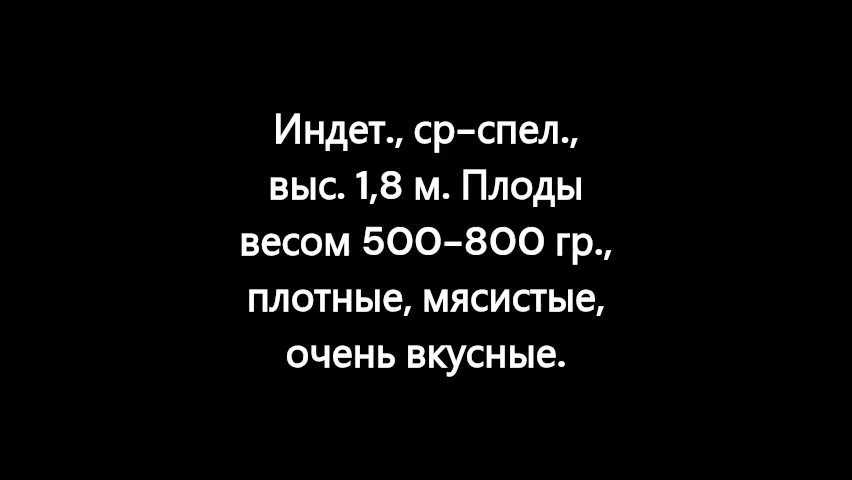 Индет., ср-спел.,
выс. 1,8 м. Плоды
весом 500-800 гр.,
плотные, мясистые,
очень вкусные.